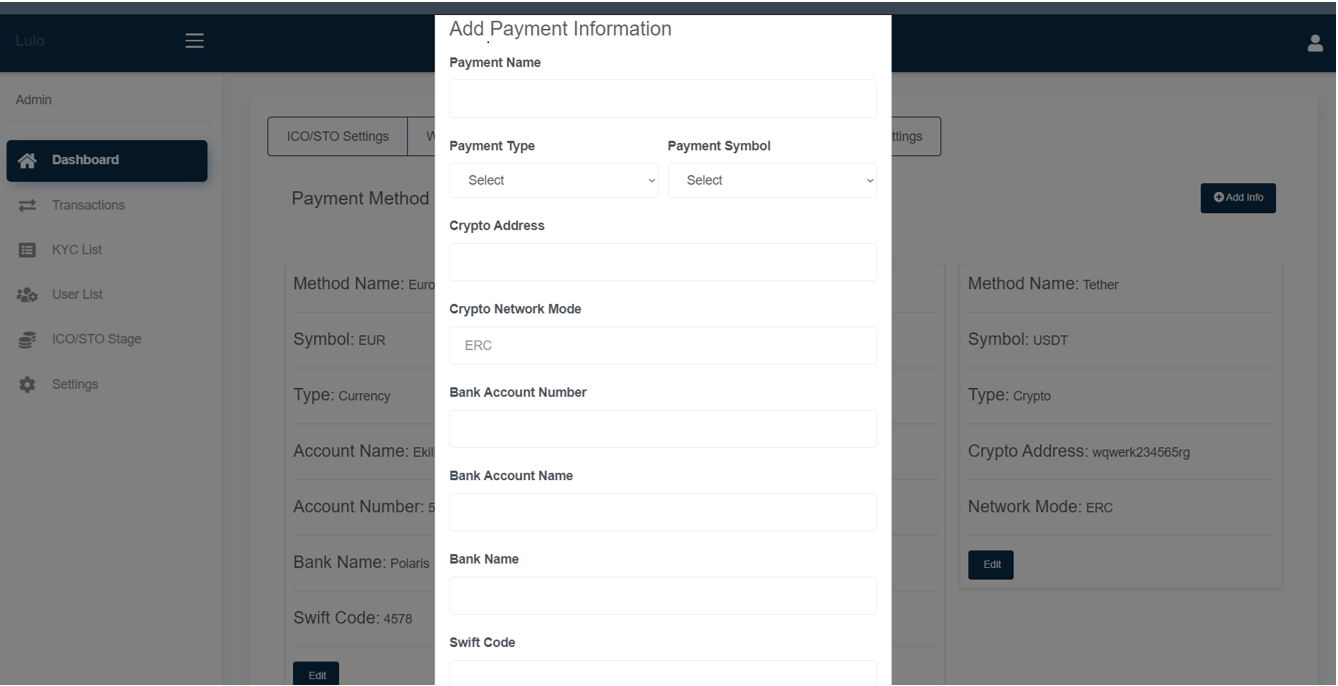 Lulo
Admin
Dashboard
Transactions
KYC List
User List
ICO/STO Stage
Settings
ICO/STO Settings
W
ttings
Payment Method
Add Info
Method Name: Euro
Symbol: EUR
Type: Currency
Account Name: Ekil
Account Number: 5
Bank Name: Polaris
Swift Code: 4578
Edit
Add Payment Information
Payment Name
Payment Type Payment Symbol
Select Select
Crypto Address
Crypto Network Mode
ERC
Bank Account Number
Bank Account Name
Bank Name
Swift Code
Method Name: Tether
Symbol: USDT
Type: Crypto
Crypto Address: wqwerk234565rg
Network Mode: ERC
Edit